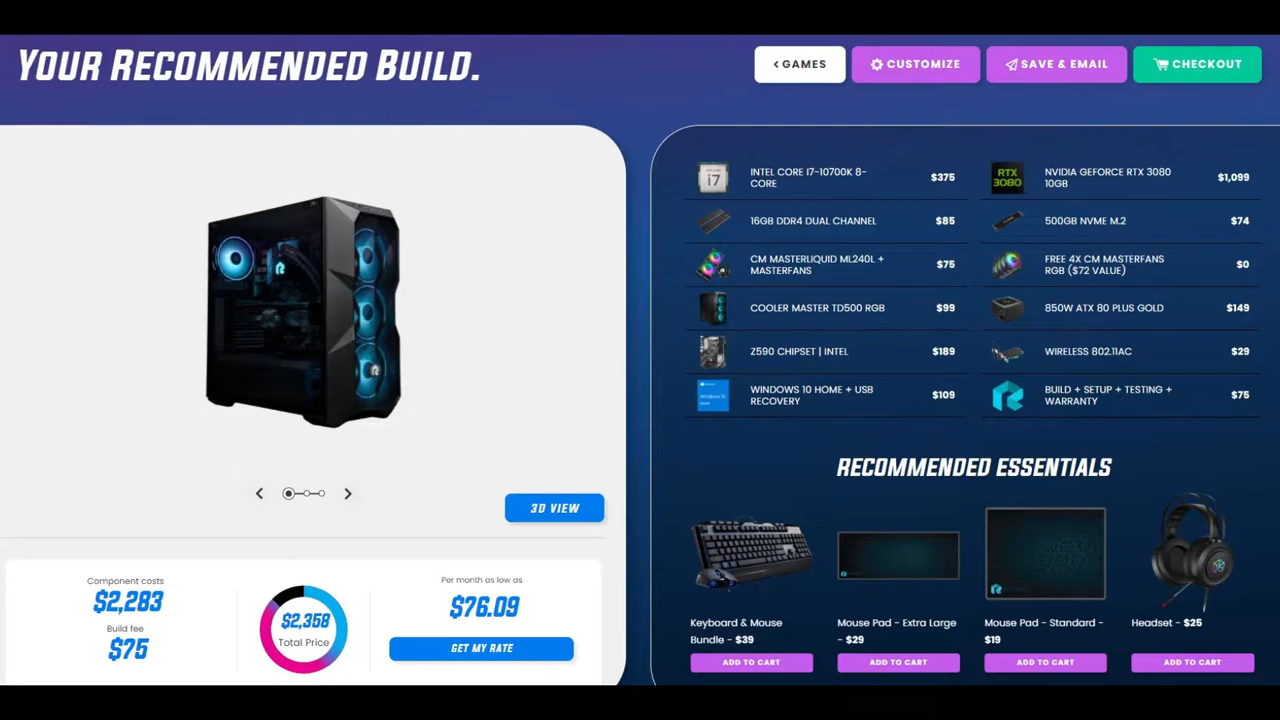 YOUR RECOMMENDED BUILD.
< GAMES
CUSTOMIZE
SAVE & EMAIL
CHECKOUT
i7
INTEL CORE I7-10700K 8-
CORE
$375
RTX
3080
NVIDIA GEFORCE RTX 3080
10GB
$1,099
16GB DDR4 DUAL CHANNEL
$85
500GB NVME M.2
$74
CM MASTERLIQUID ML240L +
MASTERFANS
$75
FREE 4X CM MASTERFANS
RGB ($72 VALUE)
$0
COOLER MASTER TD500 RGB
$99
850W ATX 80 PLUS GOLD
$149
Z590 CHIPSET | INTEL
$189
WIRELESS 802.11AC
$29
WINDOWS 10 HOME + USB
RECOVERY
$109
BUILD + SETUP + TESTING +
WARRANTY
$75
3D VIEW
Component costs
$2,283
Build fee
$75
$2,358
Total Price
Per month as low as
$76.09
GET MY RATE
RECOMMENDED ESSENTIALS
Keyboard & Mouse
Bundle - $39
ADD TO CART
Mouse Pad - Extra Large
- $29
ADD TO CART
Mouse Pad - Standard -
$19
ADD TO CART
Headset - $25
ADD TO CART